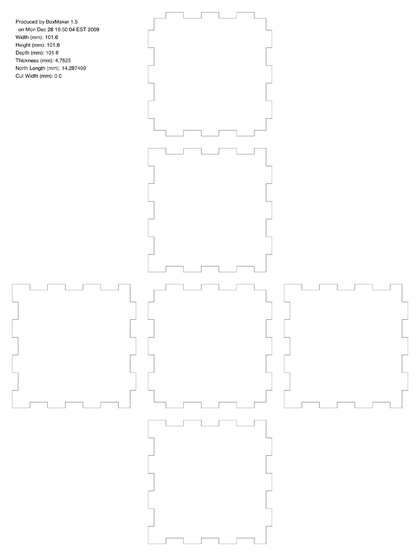 Produced by BoxMaker 1.5
on Mon Dec 28 18:50:04 EST 2009
Width (mm): 101.6
Height (mm): 101.6
Depth (mm): 101.6
Thickness (mm): 4.7625
Notch Length (mm): 14.287499
Cut Width (mm): 0.0